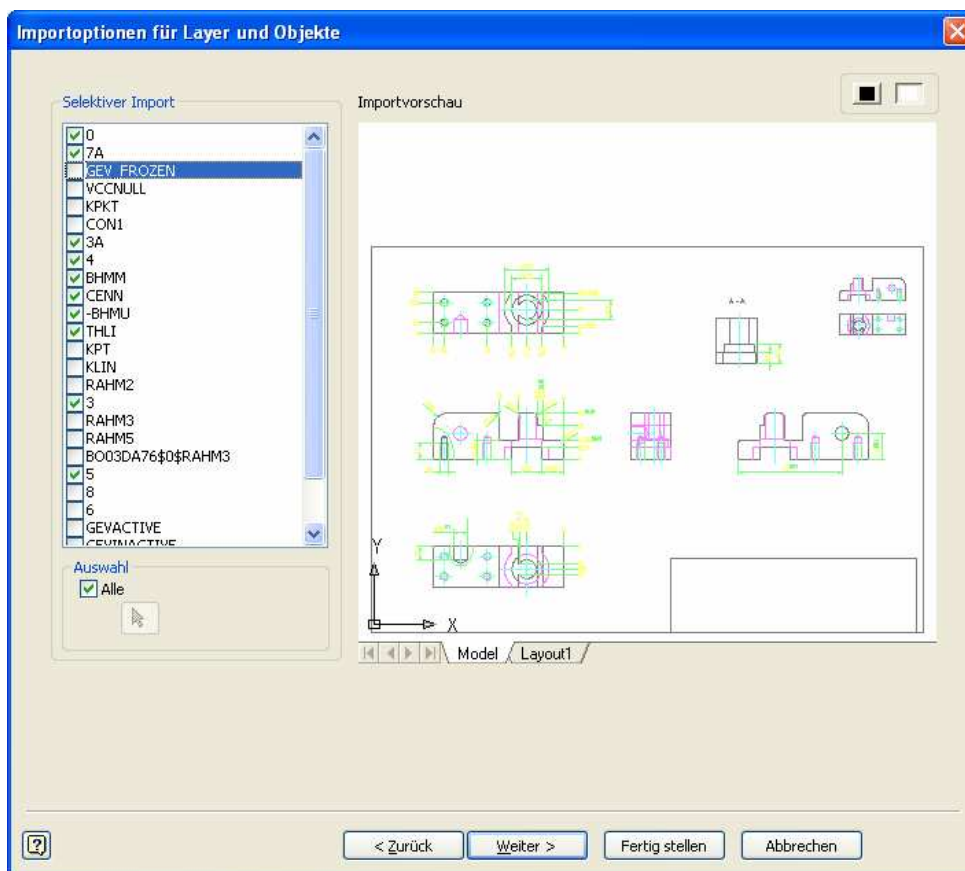 Importoptionen für Layer und Objekte
Selektiver Import
0
7A
GEV_FROZEN
VCCNULL
KPKT
CON1
3A
4
BHMM
CENN
-BHMU
THLI
KPT
KLIN
RAHM2
3
RAHM3
RAHM5
BO03DA76$0$RAHM3
5
8
6
GEVACTIVE
GEVINACTIVE
Auswahl
Alle
Importvorschau
A-A
Y
X
Model
Layout1
< Zurück
Weiter >
Fertig stellen
Abbrechen